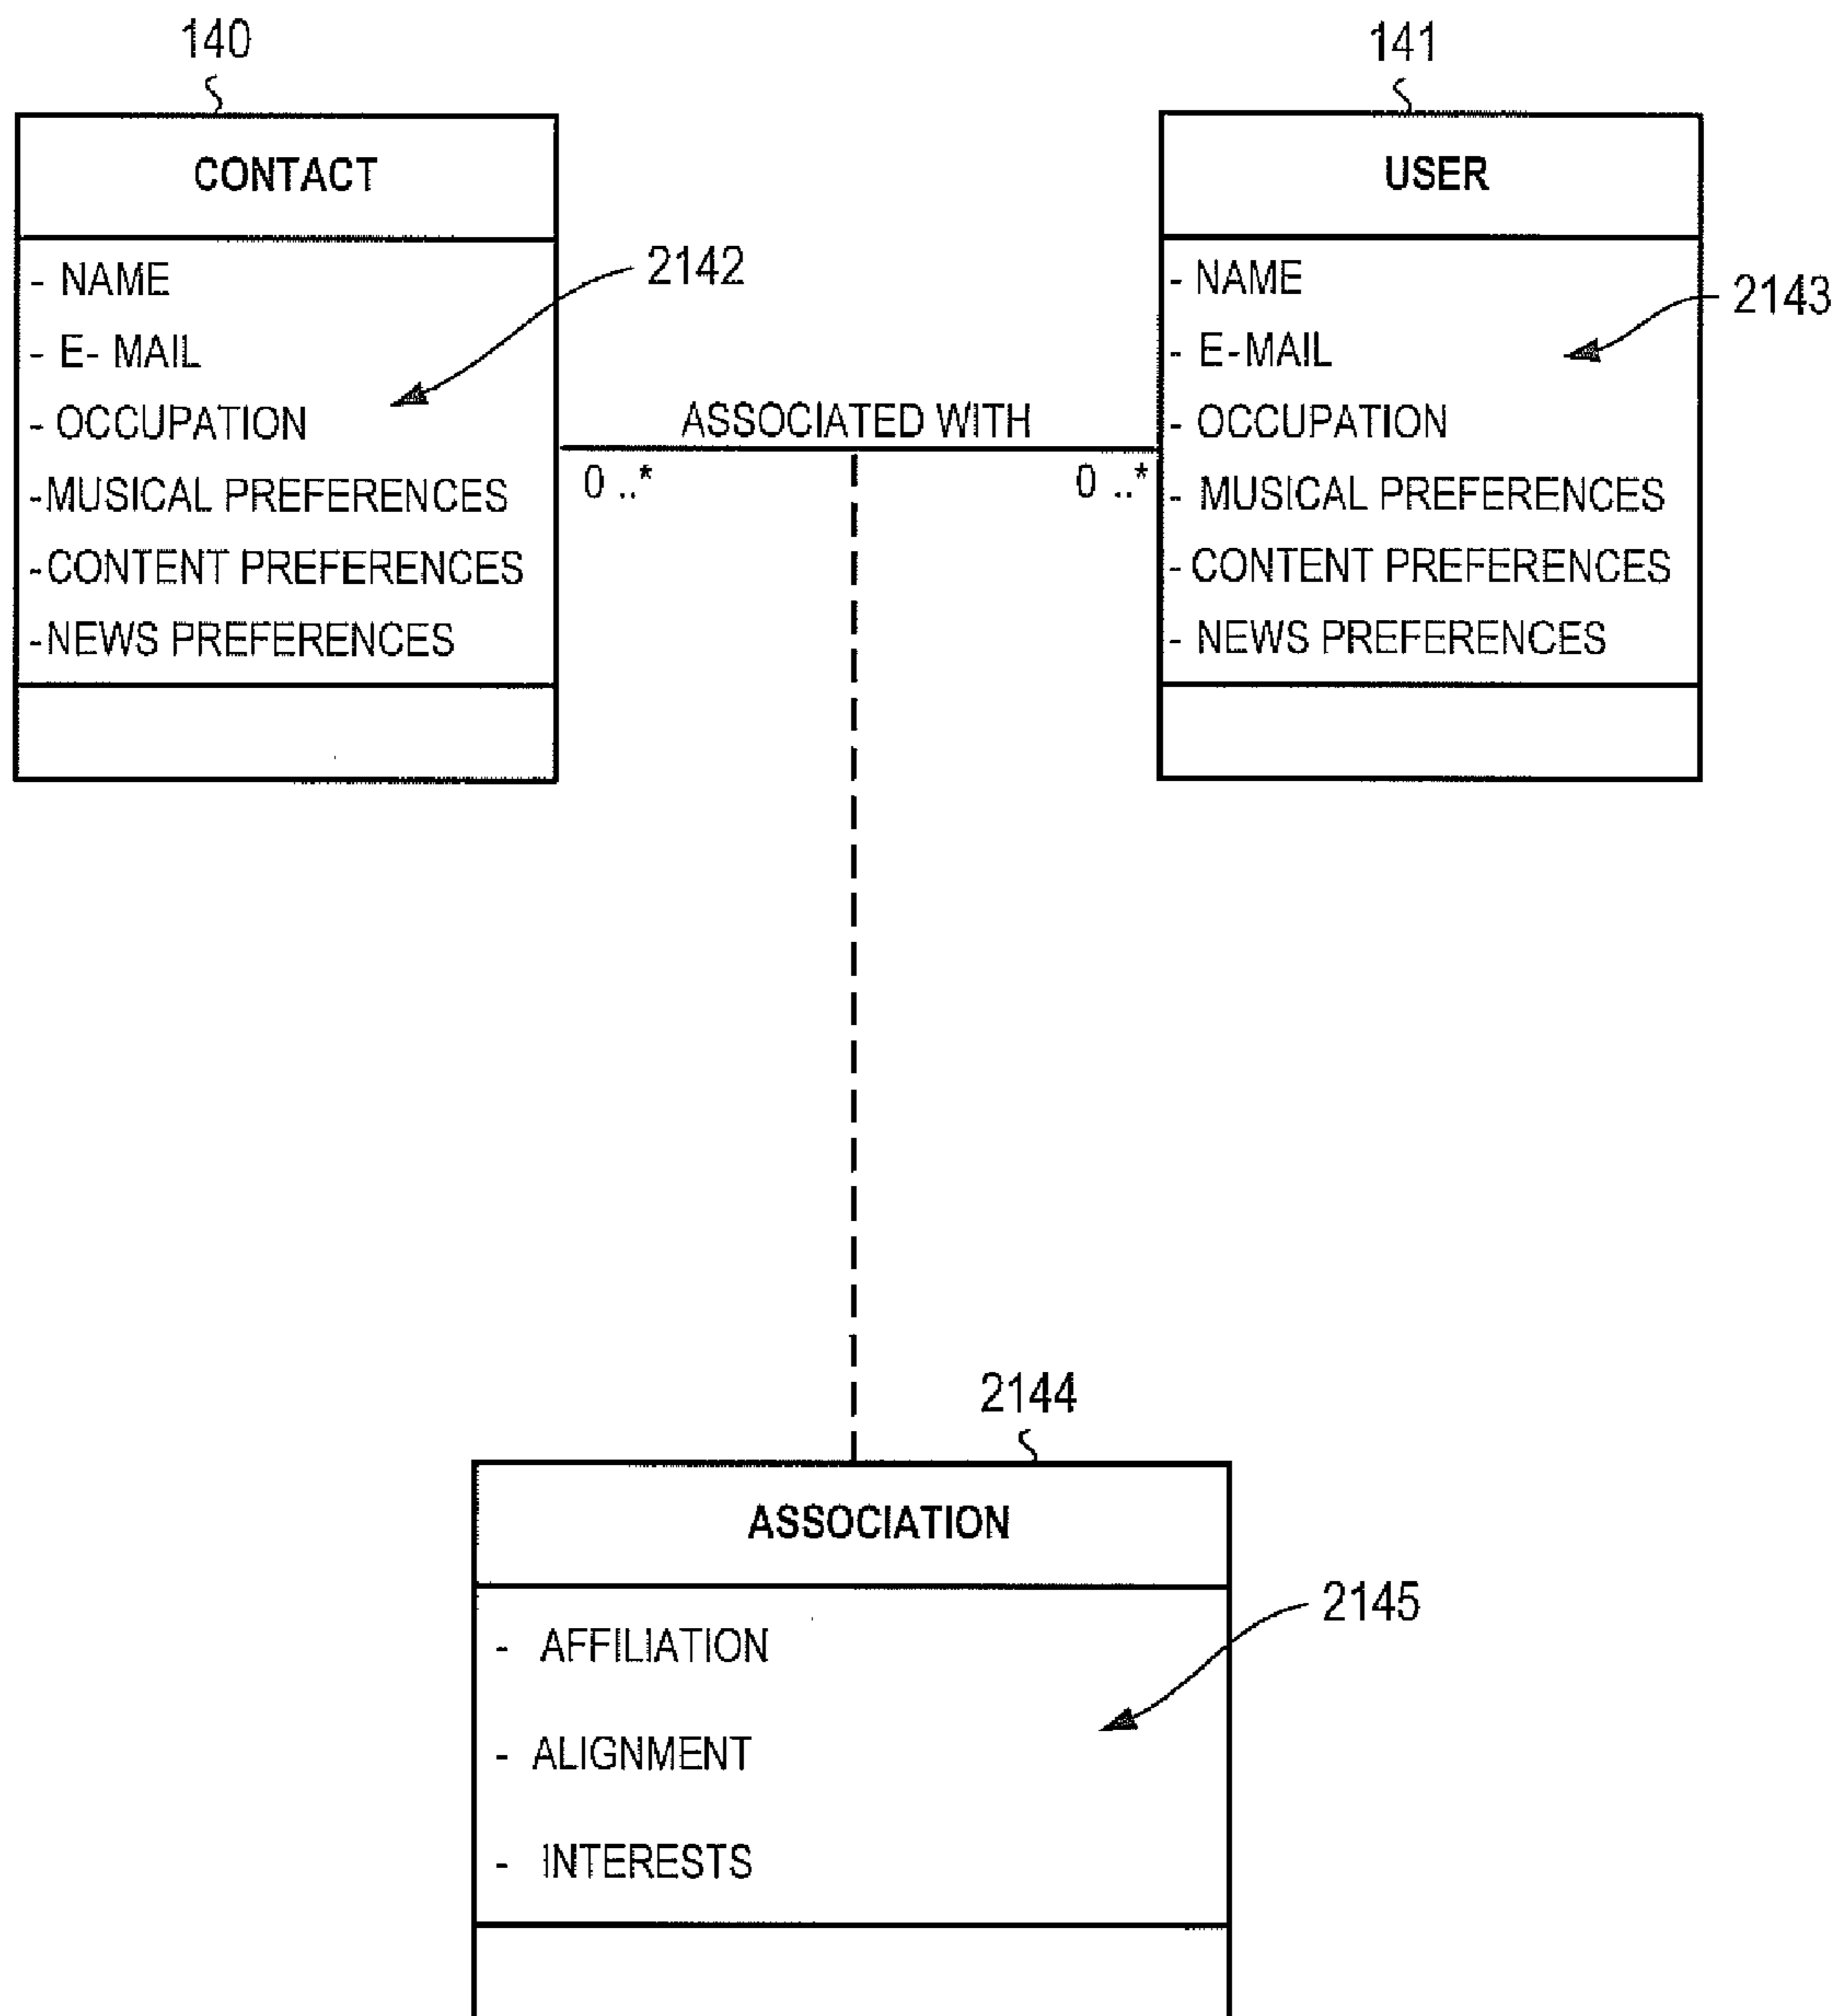 140
CONTACT
- NAME
- E- MAIL
- OCCUPATION
-MUSICAL PREFERENCES
-CONTENT PREFERENCES
-NEWS PREFERENCES
2142
ASSOCIATED WITH
0 ..*
0 ..*
141
USER
- NAME
- E-MAIL
- OCCUPATION
- MUSICAL PREFERENCES
- CONTENT PREFERENCES
- NEWS PREFERENCES
2143
2144
ASSOCIATION
- AFFILIATION
- ALIGNMENT
- INTERESTS
2145